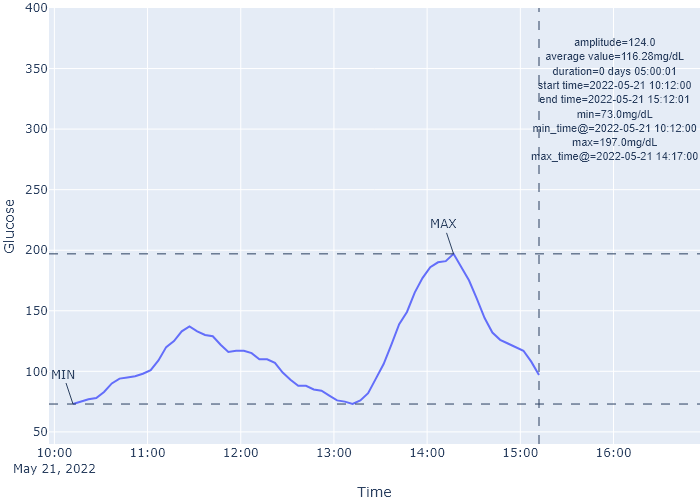 400
350
300
250
200
150
100
50
Glucose
amplitude=124.0
average value=116.28mg/dL
duration=0 days 05:00:01
start time=2022-05-21 10:12:00
end time=2022-05-21 15:12:01
min=73.0mg/dL
min_time@=2022-05-21 10:12:00
max=197.0mg/dL
max_time@=2022-05-21 14:17:00
MAX
MIN
10:00 11:00 12:00 13:00 14:00 15:00 16:00
May 21, 2022
Time